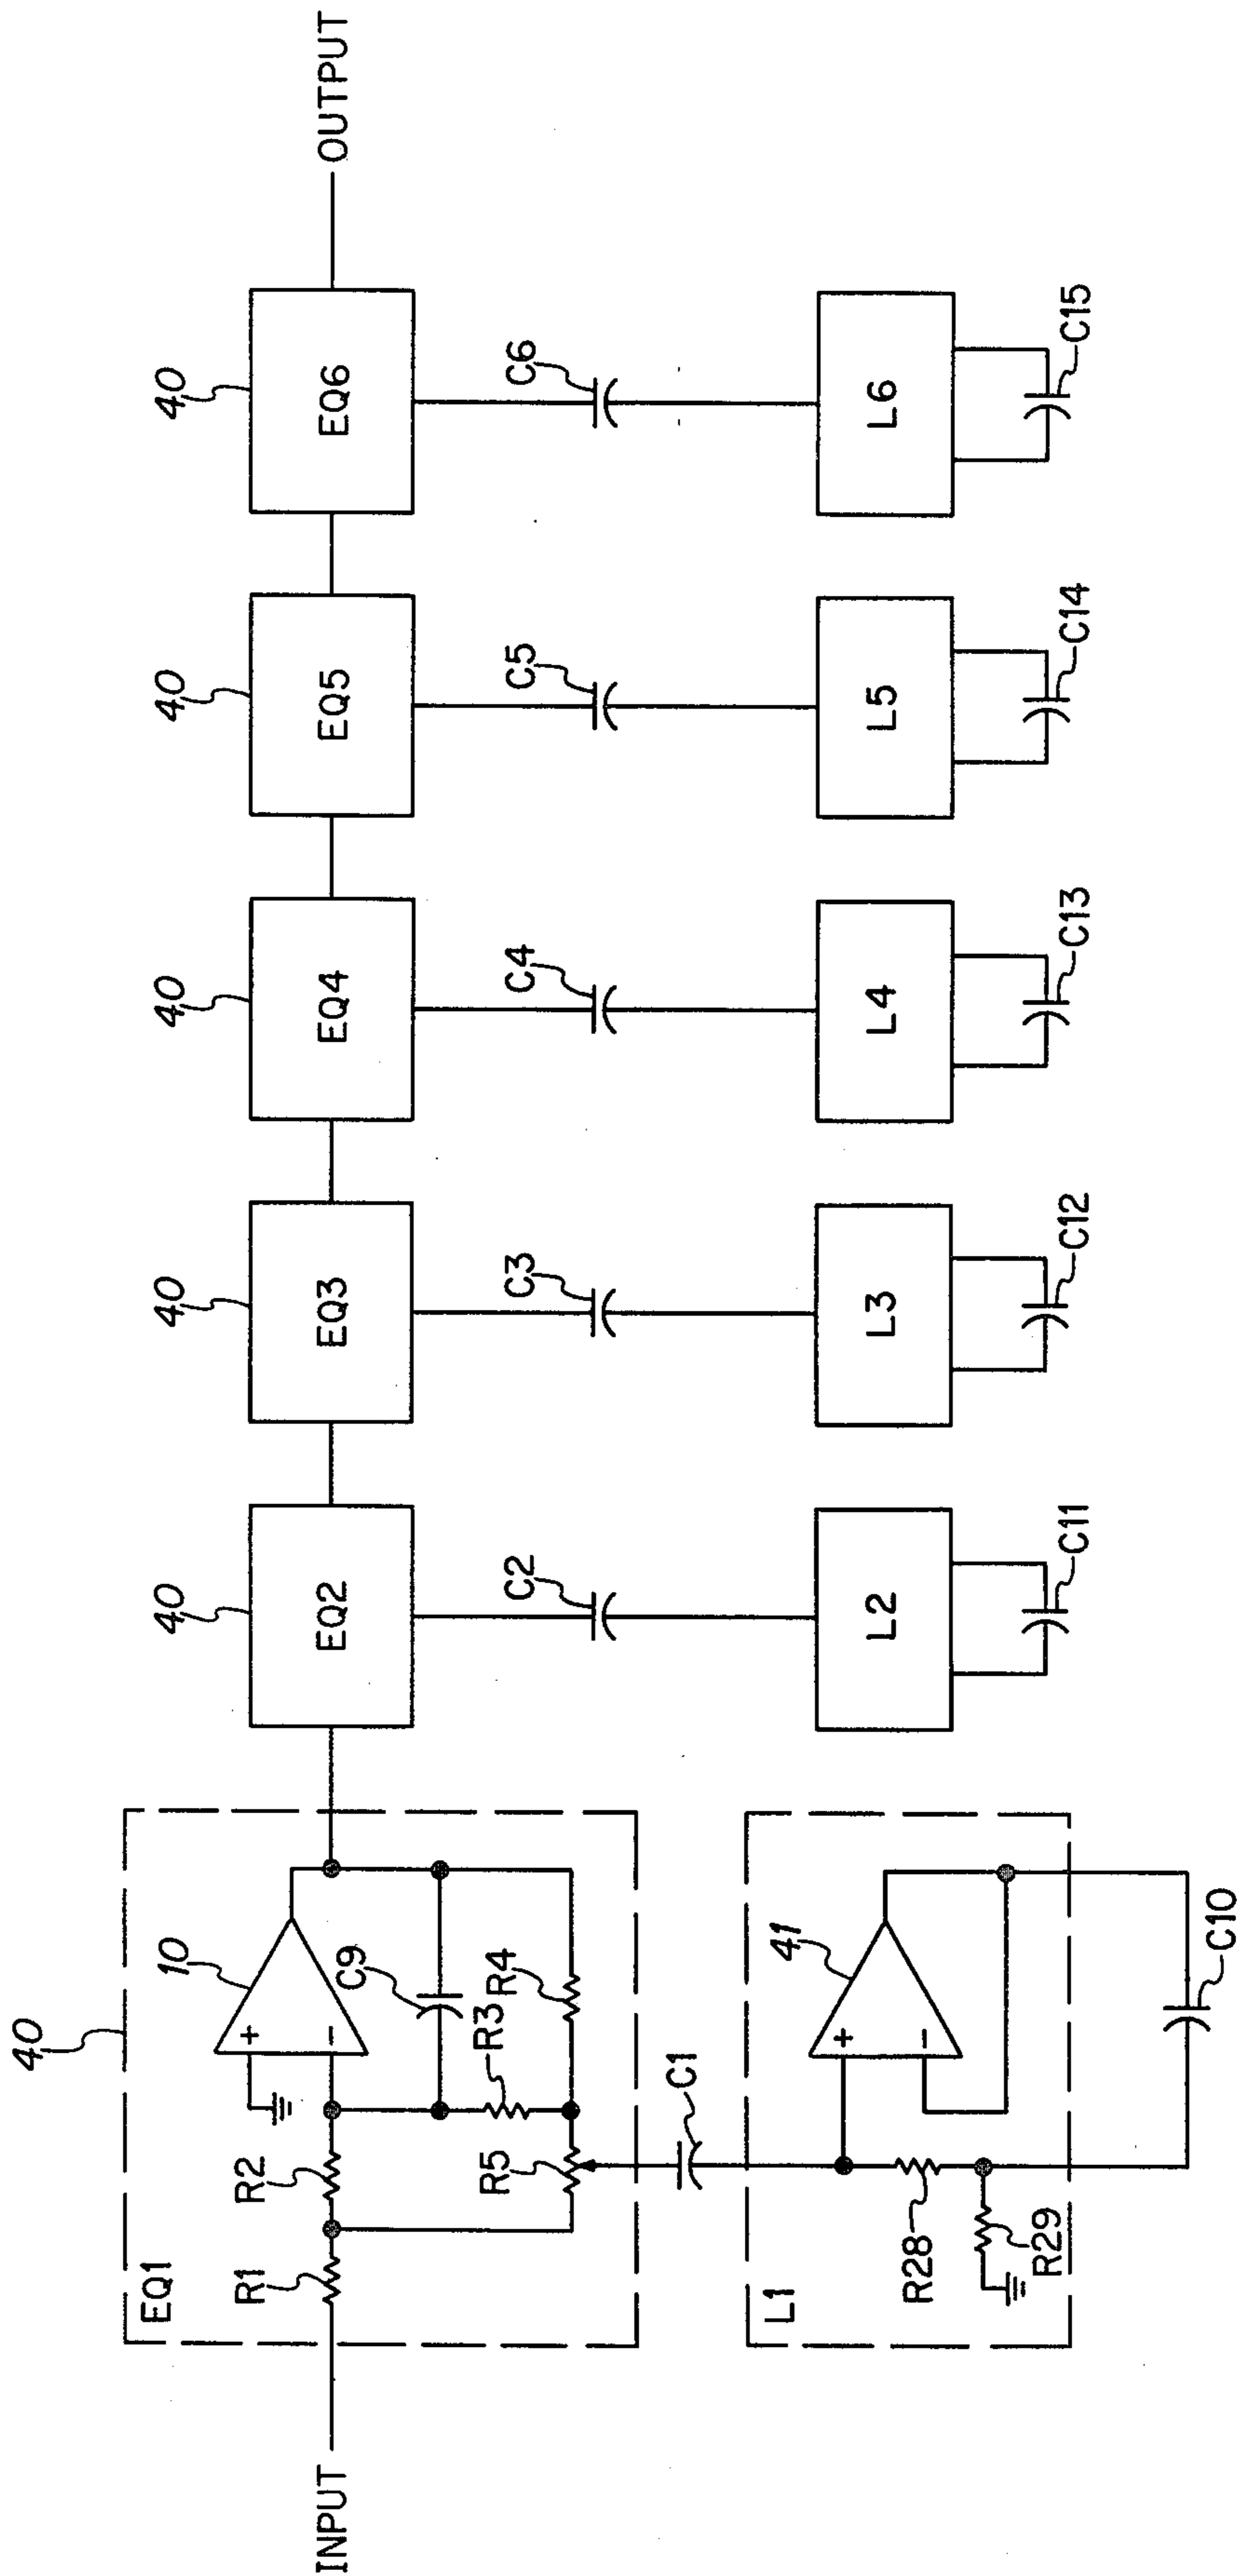 40
40
40
40
40
40
EQ1
EQ2
EQ3
EQ4
EQ5
EQ6
INPUT
R1
R2
+
−
10
C9
R3
R4
R5
OUTPUT
C1
C2
C3
C4
C5
C6
L1
L2
L3
L4
L5
L6
+
−
41
R28
R29
C10
C11
C12
C13
C14
C15